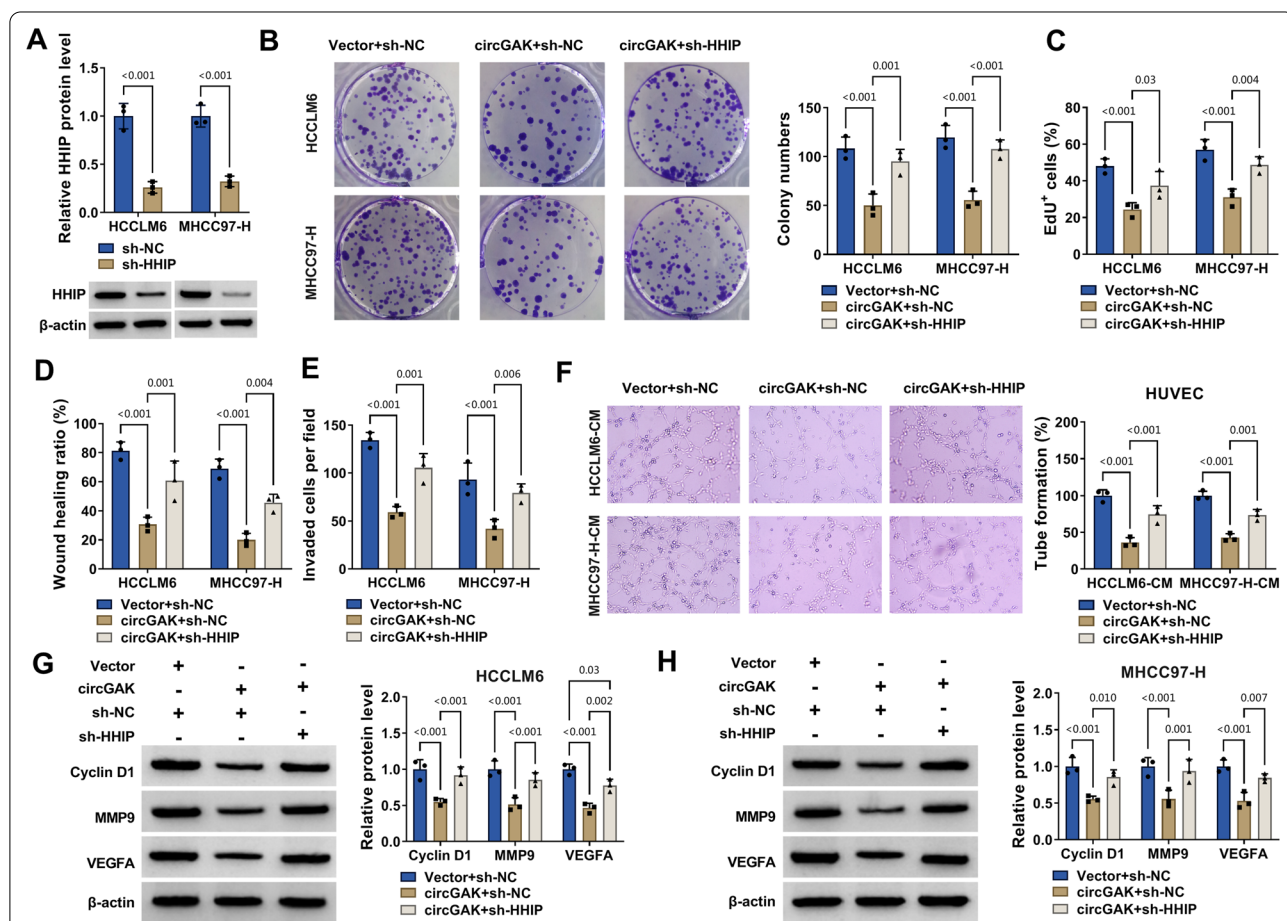 A
Relative HHIP protein level
1.5
1.0
0.5
0.0
<0.001
<0.001
HCCLM6
MHCC97-H
sh-NC
sh-HHIP
HHIP
β-actin
B
Vector+sh-NC
circGAK+sh-NC
circGAK+sh-HHIP
HCCLM6
MHCC97-H
Colony numbers
150
100
50
0
0.001
<0.001
<0.001
<0.001
HCCLM6
MHCC97-H
Vector+sh-NC
circGAK+sh-NC
circGAK+sh-HHIP
C
EdU+ cells (%)
80
60
40
20
0
0.03
<0.001
0.004
<0.001
HCCLM6
MHCC97-H
Vector+sh-NC
circGAK+sh-NC
circGAK+sh-HHIP
D
Wound healing ratio (%)
100
80
60
40
20
0
0.001
<0.001
0.004
<0.001
HCCLM6
MHCC97-H
Vector+sh-NC
circGAK+sh-NC
circGAK+sh-HHIP
E
Invaded cells per field
150
100
50
0
0.001
<0.001
0.006
<0.001
HCCLM6
MHCC97-H
Vector+sh-NC
circGAK+sh-NC
circGAK+sh-HHIP
F
Vector+sh-NC
circGAK+sh-NC
circGAK+sh-HHIP
HCCLM6-CM
MHCC97-H-CM
HUVEC
Tube formation (%)
200
150
100
50
0
<0.001
<0.001
0.001
<0.001
HCCLM6-CM
MHCC97-H-CM
Vector+sh-NC
circGAK+sh-NC
circGAK+sh-HHIP
G
Vector + - -
circGAK - + +
sh-NC + + -
sh-HHIP - - +
Cyclin D1
MMP9
VEGFA
β-actin
HCCLM6
Relative protein level
2.0
1.5
1.0
0.5
0.0
0.03
<0.001
<0.001
0.002
<0.001
<0.001
<0.001
Cyclin D1
MMP9
VEGFA
Vector+sh-NC
circGAK+sh-NC
circGAK+sh-HHIP
H
Vector + - -
circGAK - + +
sh-NC + + -
sh-HHIP - - +
Cyclin D1
MMP9
VEGFA
β-actin
MHCC97-H
Relative protein level
2.0
1.5
1.0
0.5
0.0
0.010
<0.001
0.007
<0.001
0.001
<0.001
Cyclin D1
MMP9
VEGFA
Vector+sh-NC
circGAK+sh-NC
circGAK+sh-HHIP